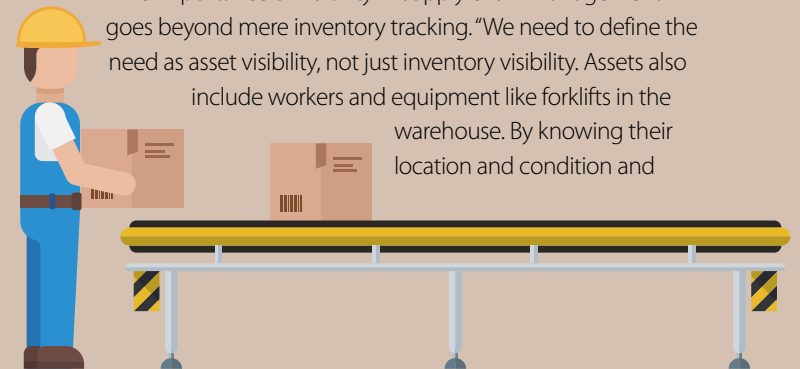 goes beyond mere inventory tracking. “We need to define the
need as asset visibility, not just inventory visibility. Assets also
include workers and equipment like forklifts in the
warehouse. By knowing their
location and condition and